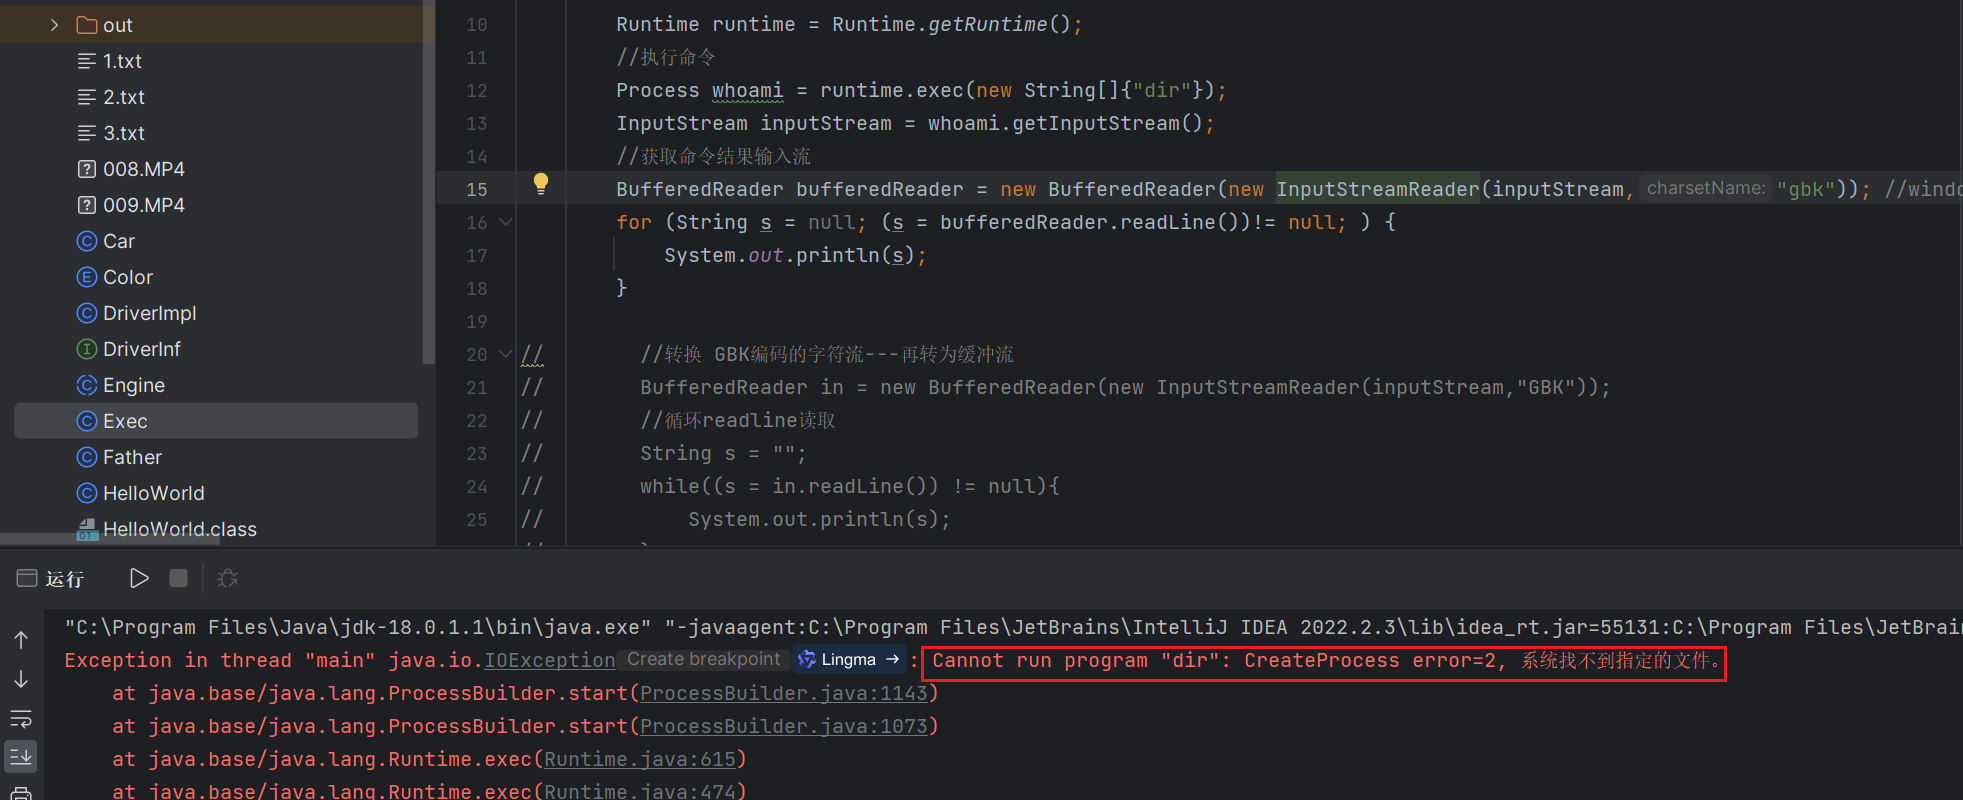 out
1.txt
2.txt
3.txt
008.MP4
009.MP4
Car
Color
DriverImpl
DriverInf
Engine
Exec
Father
HelloWorld
HelloWorld.class
10 Runtime runtime = Runtime.getRuntime();
11 //执行命令
12 Process whoami = runtime.exec(new String[]{"dir"});
13 InputStream inputStream = whoami.getInputStream();
14 //获取命令结果输入流
15 BufferedReader bufferedReader = new BufferedReader(new InputStreamReader(inputStream, charsetName: "gbk")); //windo
16 for (String s = null; (s = bufferedReader.readLine())!= null; ) {
17 System.out.println(s);
18 }
19
20 // //转换 GBK编码的字符流---再转为缓冲流
21 // BufferedReader in = new BufferedReader(new InputStreamReader(inputStream,"GBK"));
22 // //循环readline读取
23 // String s = "";
24 // while((s = in.readLine()) != null){
25 // System.out.println(s);
运行
"C:\Program Files\Java\jdk-18.0.1.1\bin\java.exe" "-javaagent:C:\Program Files\JetBrains\IntelliJ IDEA 2022.2.3\lib\idea_rt.jar=55131:C:\Program Files\JetBrain
Exception in thread "main" java.io.IOException Create breakpoint Lingma → : Cannot run program "dir": CreateProcess error=2, 系统找不到指定的文件。
at java.base/java.lang.ProcessBuilder.start(ProcessBuilder.java:1143)
at java.base/java.lang.ProcessBuilder.start(ProcessBuilder.java:1073)
at java.base/java.lang.Runtime.exec(Runtime.java:615)
at java.base/java.lang.Runtime.exec(Runtime.java:474)